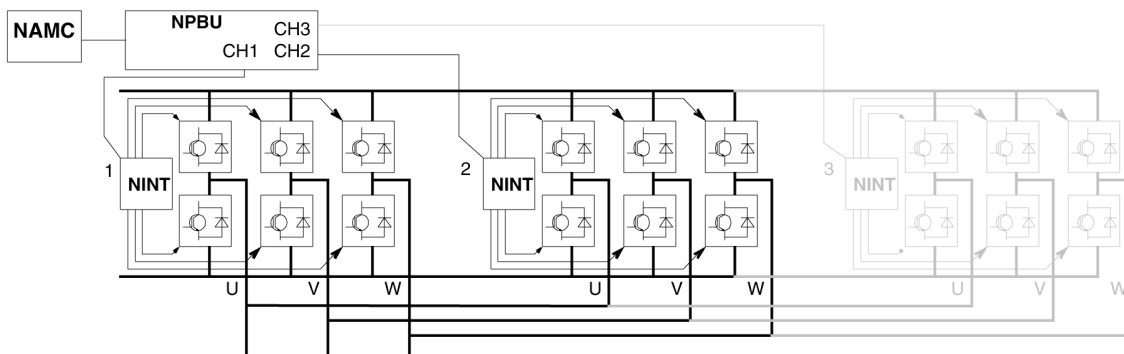 NAMC
NPBU
CH3
CH1 CH2
1
NINT
2
NINT
3
NINT
U V W
U V W
U V W